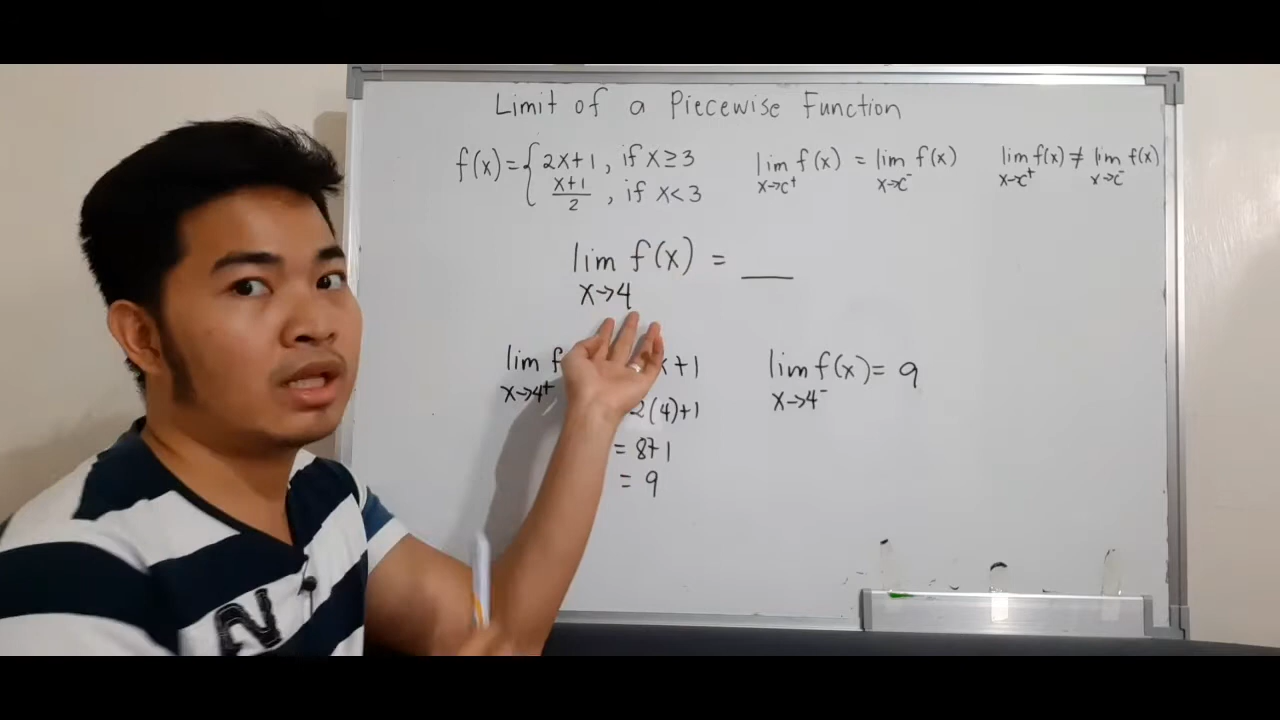 Limit of a Piecewise Function
f(x) = { 2x+1 , if x ≥ 3
x+1/2 , if x < 3
lim f(x) = lim f(x)
x→c⁺ x→c⁻
lim f(x) ≠ lim f(x)
x→c⁺ x→c⁻
lim f(x) = ___
x→4
lim f x+1
x→4⁺
2(4)+1
= 8+1
= 9
lim f(x) = 9
x→4⁻
N